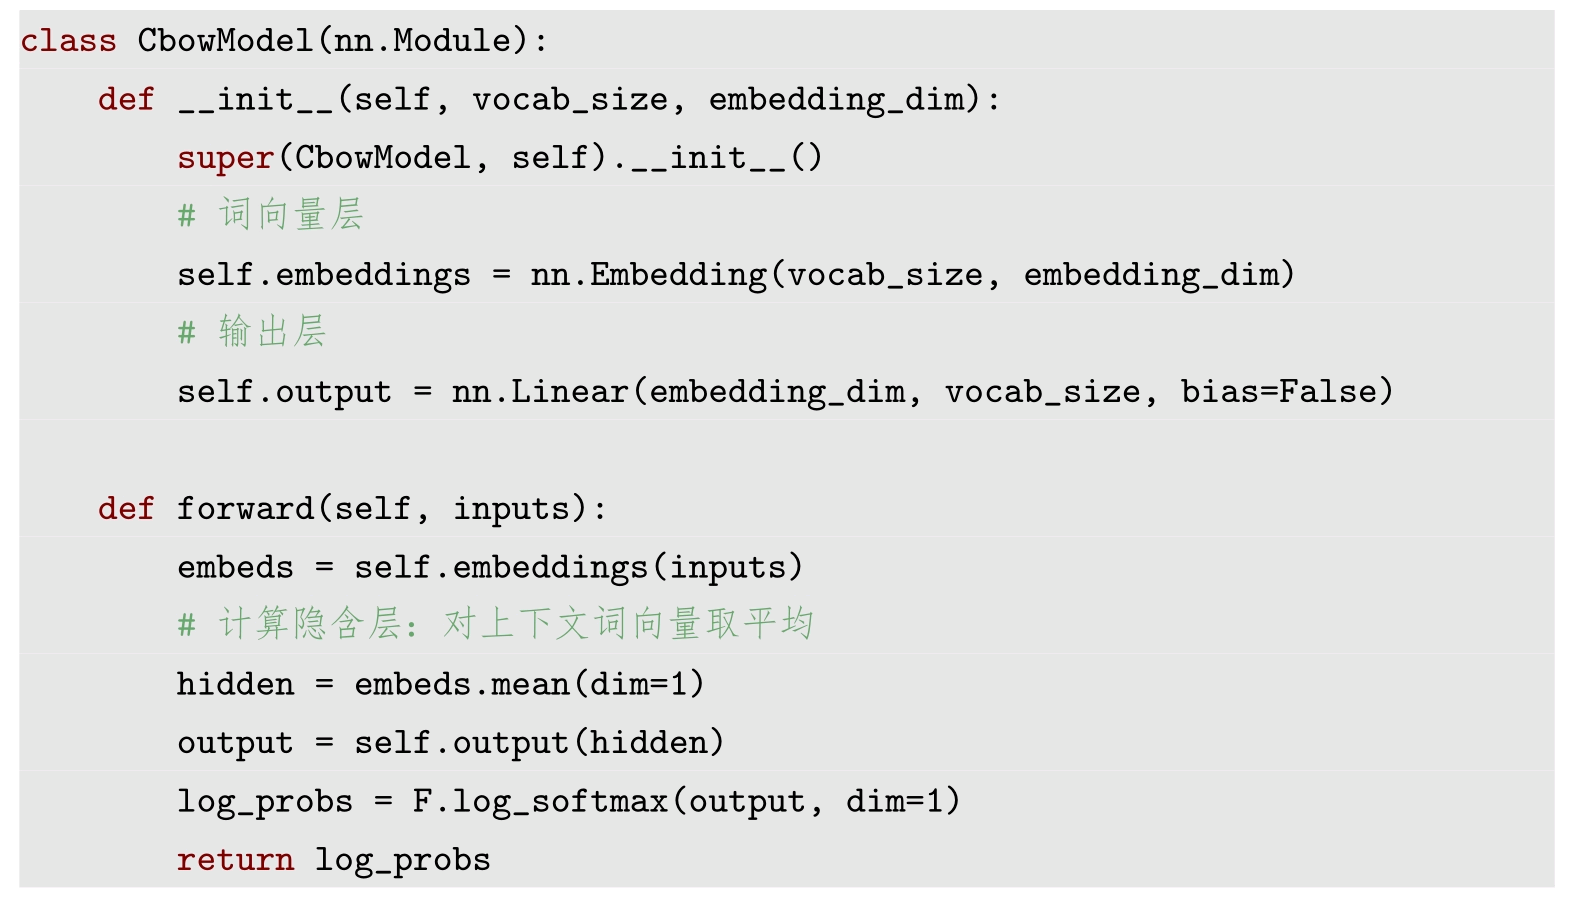 class CbowModel(nn.Module):
    def __init__(self, vocab_size, embedding_dim):
        super(CbowModel, self).__init__()
        # 词向量层
        self.embeddings = nn.Embedding(vocab_size, embedding_dim)
        # 输出层
        self.output = nn.Linear(embedding_dim, vocab_size, bias=False)

    def forward(self, inputs):
        embeds = self.embeddings(inputs)
        # 计算隐含层：对上下文词向量取平均
        hidden = embeds.mean(dim=1)
        output = self.output(hidden)
        log_probs = F.log_softmax(output, dim=1)
        return log_probs